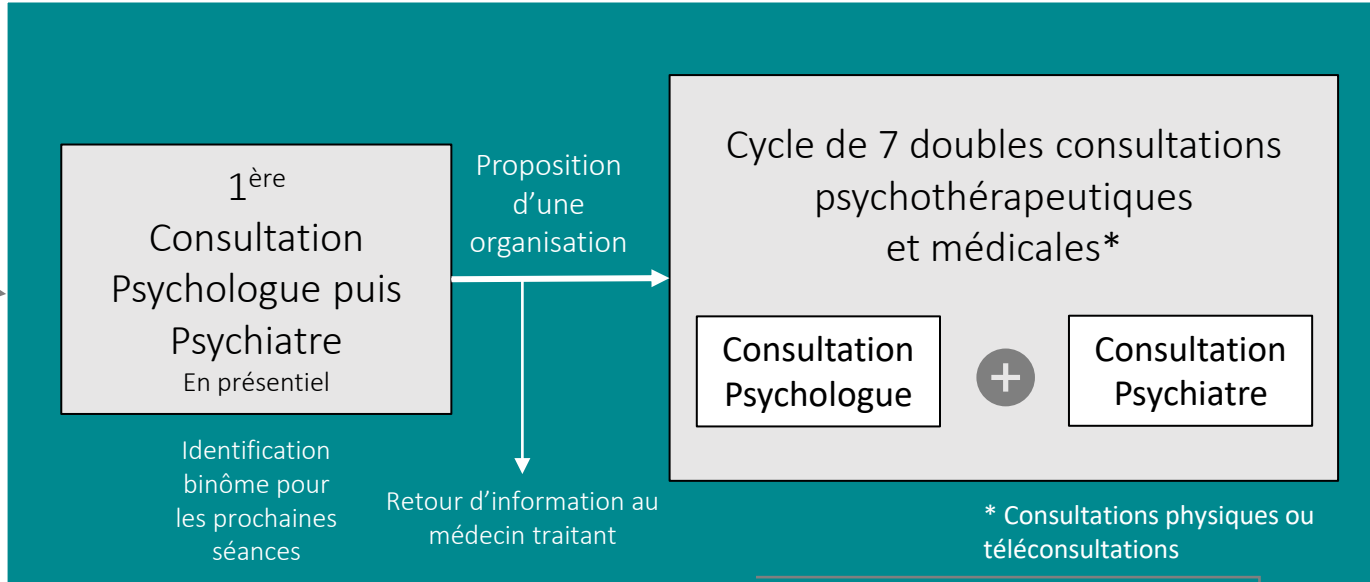 1ère
Consultation
Psychologue puis
Psychiatre
En présentiel
Identification
binôme pour
les prochaines
séances
Proposition
d’une
organisation
Retour d’information au
médecin traitant
Cycle de 7 doubles consultations
psychothérapeutiques
et médicales*
Consultation
Psychologue
+
Consultation
Psychiatre
* Consultations physiques ou
téléconsultations